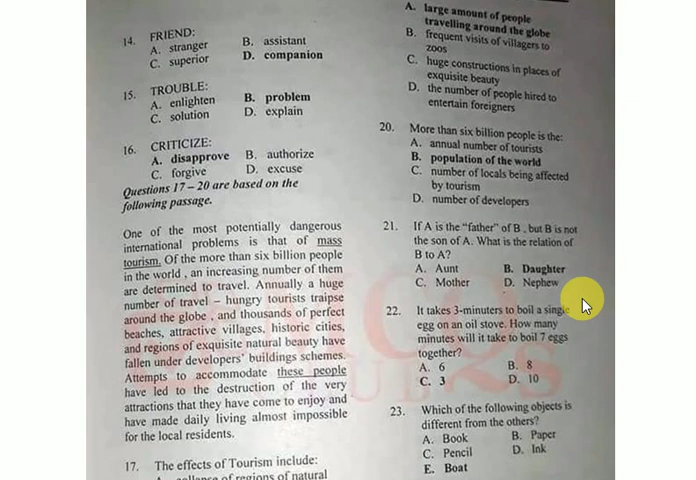 14. FRIEND:
A. stranger B. assistant
C. superior D. companion
15. TROUBLE:
A. enlighten B. problem
C. solution D. explain
16. CRITICIZE:
A. disapprove B. authorize
C. forgive D. excuse
Questions 17 – 20 are based on the
following passage.
One of the most potentially dangerous
international problems is that of mass
tourism. Of the more than six billion people
in the world , an increasing number of them
are determined to travel. Annually a huge
number of travel – hungry tourists traipse
around the globe , and thousands of perfect
beaches, attractive villages, historic cities,
and regions of exquisite natural beauty have
fallen under developers' buildings schemes.
Attempts to accommodate these people
have led to the destruction of the very
attractions that they have come to enjoy and
have made daily living almost impossible
for the local residents.
17. The effects of Tourism include:
of regions of natural
A. large amount of people
travelling around the globe
B. frequent visits of villagers to
zoos
C. huge constructions in places of
exquisite beauty
D. the number of people hired to
entertain foreigners
20. More than six billion people is the:
A. annual number of tourists
B. population of the world
C. number of locals being affected
by tourism
D. number of developers
21. If A is the "father" of B , but B is not
the son of A. What is the relation of
B to A?
A. Aunt B. Daughter
C. Mother D. Nephew
22. It takes 3-minuters to boil a single
egg on an oil stove. How many
minutes will it take to boil 7 eggs
together?
A. 6 B. 8
C. 3 D. 10
23. Which of the following objects is
different from the others?
A. Book B. Paper
C. Pencil D. Ink
E. Boat